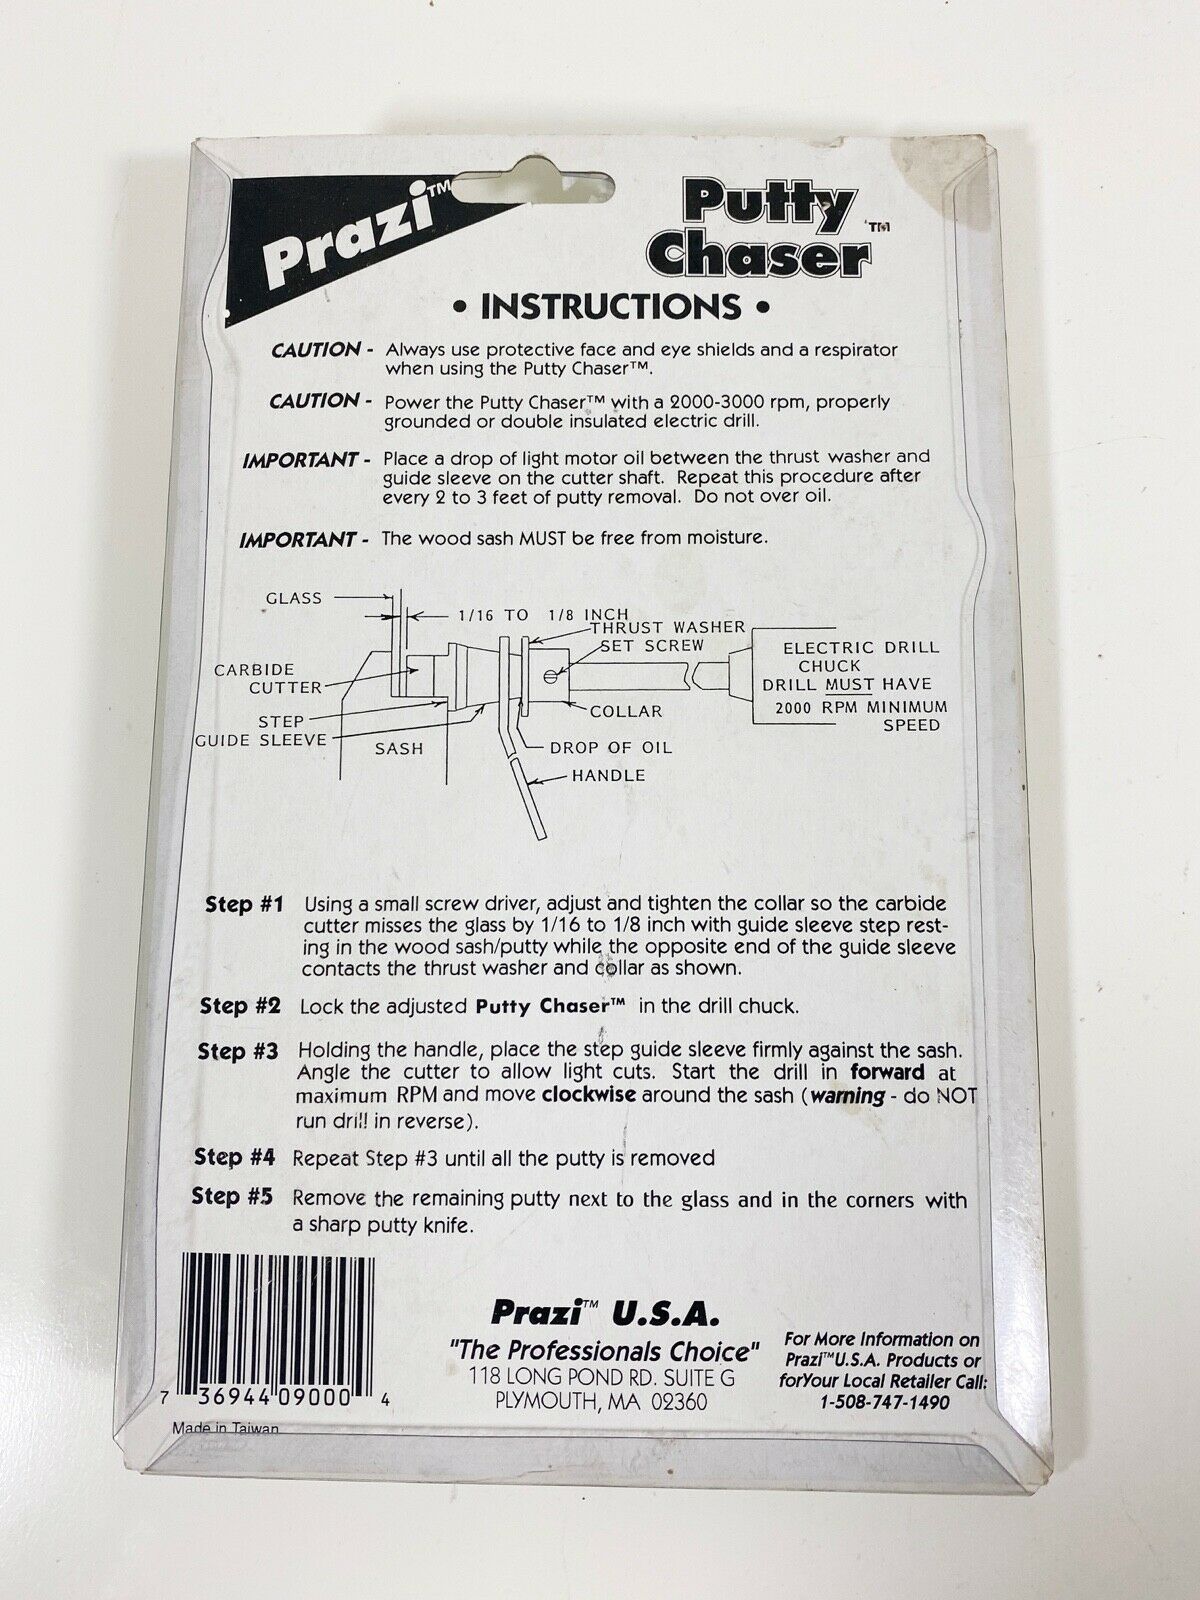 Prazi™
Putty
Chaser™
• INSTRUCTIONS •
CAUTION - Always use protective face and eye shields and a respirator
when using the Putty Chaser™.
CAUTION - Power the Putty Chaser™ with a 2000-3000 rpm, properly
grounded or double insulated electric drill.
IMPORTANT - Place a drop of light motor oil between the thrust washer and
guide sleeve on the cutter shaft. Repeat this procedure after
every 2 to 3 feet of putty removal. Do not over oil.
IMPORTANT - The wood sash MUST be free from moisture.
GLASS
1/16 TO 1/8 INCH
THRUST WASHER
SET SCREW
ELECTRIC DRILL
CHUCK
DRILL MUST HAVE
2000 RPM MINIMUM
SPEED
CARBIDE
CUTTER
STEP
GUIDE SLEEVE
SASH
COLLAR
DROP OF OIL
HANDLE
Step #1 Using a small screw driver, adjust and tighten the collar so the carbide
cutter misses the glass by 1/16 to 1/8 inch with guide sleeve step rest-
ing in the wood sash/putty while the opposite end of the guide sleeve
contacts the thrust washer and collar as shown.
Step #2 Lock the adjusted Putty Chaser™ in the drill chuck.
Step #3 Holding the handle, place the step guide sleeve firmly against the sash.
Angle the cutter to allow light cuts. Start the drill in forward at
maximum RPM and move clockwise around the sash (warning - do NOT
run drill in reverse).
Step #4 Repeat Step #3 until all the putty is removed
Step #5 Remove the remaining putty next to the glass and in the corners with
a sharp putty knife.
7 36944 09000 4
Made in Taiwan
Prazi™ U.S.A.
"The Professionals Choice"
118 LONG POND RD. SUITE G
PLYMOUTH, MA 02360
For More Information on
Prazi™U.S.A. Products or
forYour Local Retailer Call:
1-508-747-1490